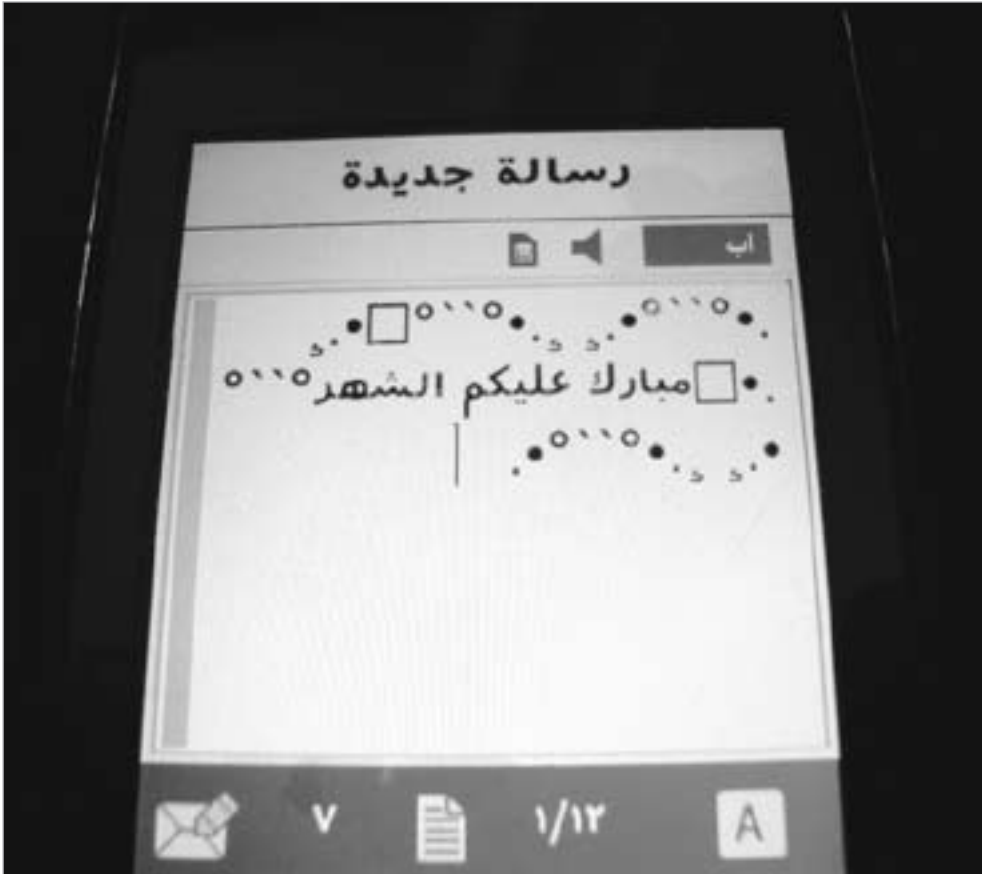 رسالة جديدة
اب
.•○``○•.¸ ¸.•○``○□•.¸
.•□مبارك عليكم الشهر○``○
•.¸ ¸.•○``○•.
A ١/١٢ ٧